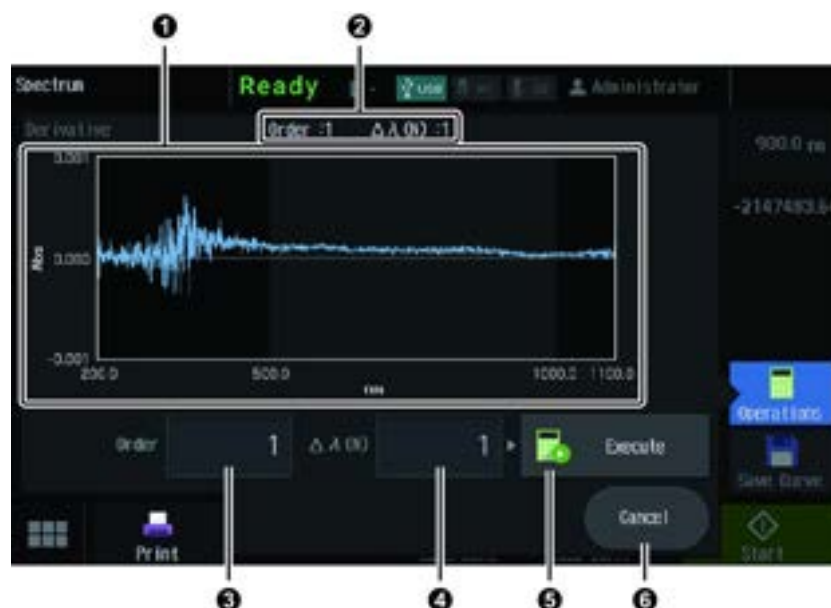 1 2
Spectrum Ready USB Administrator
Derivative Order :1 Δλ(N) :1
900.0 nm
-2147483.64
0.001
Abs 0.000
-0.001
200.0 500.0 1000.0 1100.0
nm
Operations
Order 1 Δλ(N) 1 Execute
Save Curve
Cancel
Print Start
3 4 5 6